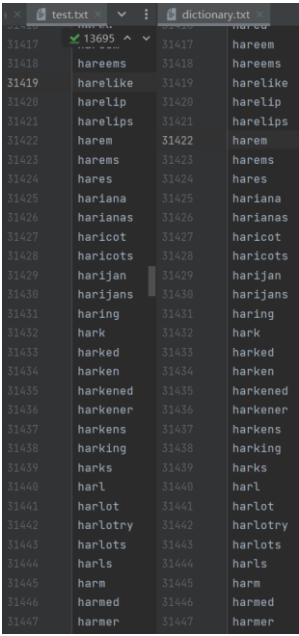 test.txt
13695
31417
31418 hareems
31419 harelike
31420 harelip
31421 harelips
31422 harem
31423 harems
31424 hares
31425 hariana
31426 harianas
31427 haricot
31428 haricots
31429 harijan
31430 harijans
31431 haring
31432 hark
31433 harked
31434 harken
31435 harkened
31436 harkener
31437 harkens
31438 harking
31439 harks
31440 harl
31441 harlot
31442 harlotry
31443 harlots
31444 harls
31445 harm
31446 harmed
31447 harmer
dictionary.txt
31417 hareem
31418 hareems
31419 harelike
31420 harelip
31421 harelips
31422 harem
31423 harems
31424 hares
31425 hariana
31426 harianas
31427 haricot
31428 haricots
31429 harijan
31430 harijans
31431 haring
31432 hark
31433 harked
31434 harken
31435 harkened
31436 harkener
31437 harkens
31438 harking
31439 harks
31440 harl
31441 harlot
31442 harlotry
31443 harlots
31444 harls
31445 harm
31446 harmed
31447 harmer